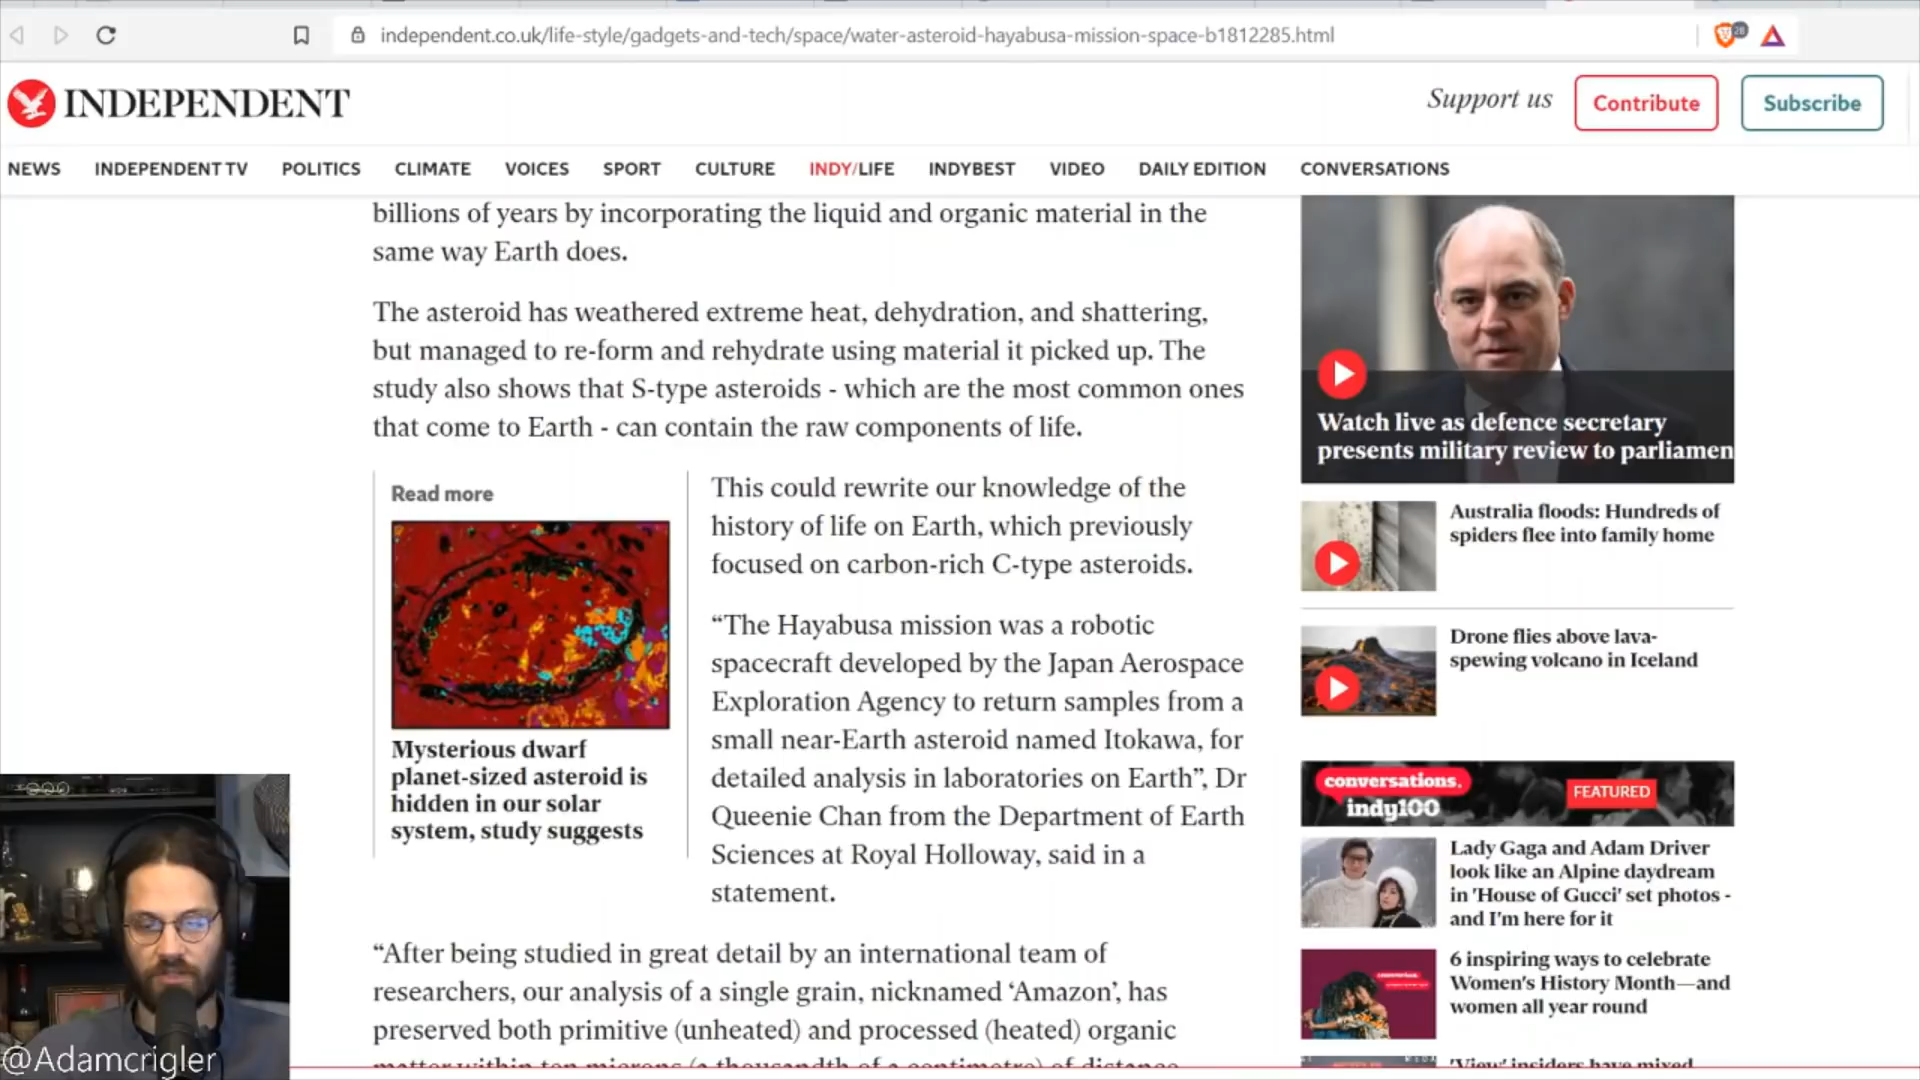 independent.co.uk/life-style/gadgets-and-tech/space/water-asteroid-hayabusa-mission-space-b1812285.html
28
INDEPENDENT
Support us
Contribute
Subscribe
NEWS INDEPENDENT TV POLITICS CLIMATE VOICES SPORT CULTURE INDY/LIFE INDYBEST VIDEO DAILY EDITION CONVERSATIONS
billions of years by incorporating the liquid and organic material in the
same way Earth does.
The asteroid has weathered extreme heat, dehydration, and shattering,
but managed to re-form and rehydrate using material it picked up. The
study also shows that S-type asteroids - which are the most common ones
that come to Earth - can contain the raw components of life.
Read more
Mysterious dwarf
planet-sized asteroid is
hidden in our solar
system, study suggests
This could rewrite our knowledge of the
history of life on Earth, which previously
focused on carbon-rich C-type asteroids.
“The Hayabusa mission was a robotic
spacecraft developed by the Japan Aerospace
Exploration Agency to return samples from a
small near-Earth asteroid named Itokawa, for
detailed analysis in laboratories on Earth”, Dr
Queenie Chan from the Department of Earth
Sciences at Royal Holloway, said in a
statement.
“After being studied in great detail by an international team of
researchers, our analysis of a single grain, nicknamed ‘Amazon’, has
preserved both primitive (unheated) and processed (heated) organic
matter within ten microns (a thousandth of a centimetre) of distance
Watch live as defence secretary
presents military review to parliamen
Australia floods: Hundreds of
spiders flee into family home
Drone flies above lava-
spewing volcano in Iceland
conversations.
indy100
FEATURED
Lady Gaga and Adam Driver
look like an Alpine daydream
in 'House of Gucci' set photos -
and I'm here for it
6 inspiring ways to celebrate
Women's History Month—and
women all year round
'View' insiders have mixed
@Adamcrigler